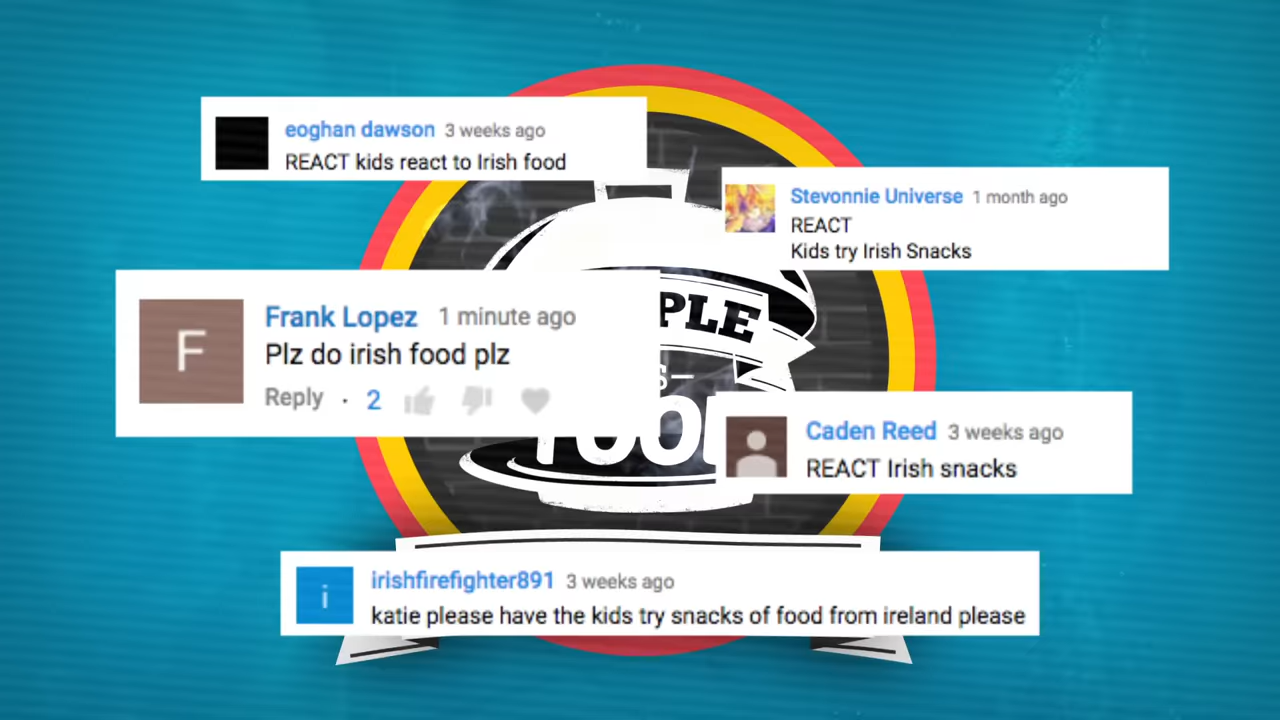 eoghan dawson 3 weeks ago
REACT kids react to Irish food
Stevonnie Universe 1 month ago
REACT
Kids try Irish Snacks
F
Frank Lopez 1 minute ago
Plz do irish food plz
Reply · 2
Caden Reed 3 weeks ago
REACT Irish snacks
i
irishfirefighter891 3 weeks ago
katie please have the kids try snacks of food from ireland please